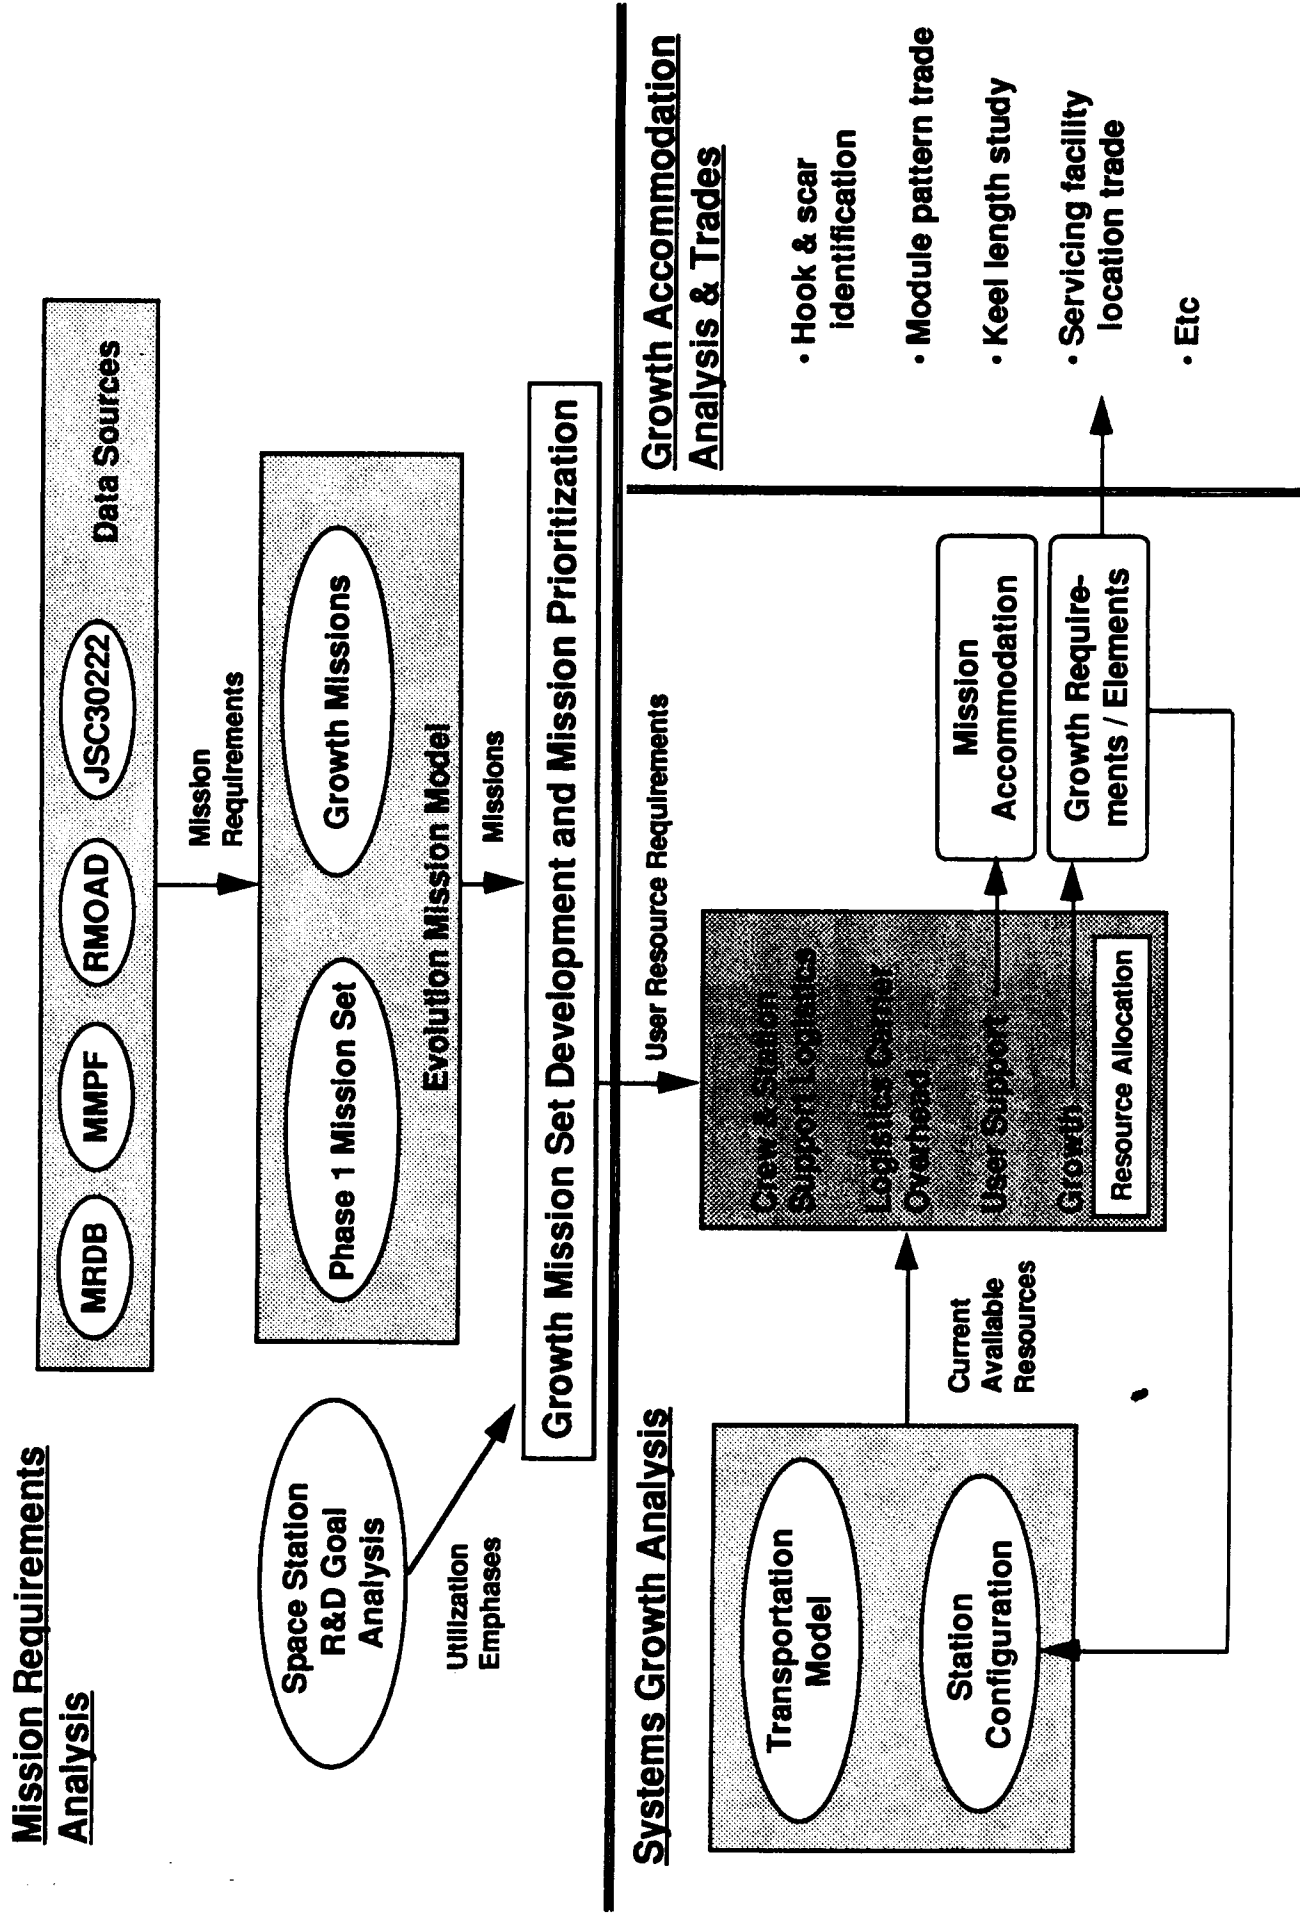 Mission Requirements
Analysis
MRDB
MMPF
RMOAD
JSC30222
Data Sources
Mission
Requirements
Space Station
R&D Goal
Analysis
Phase 1 Mission Set
Growth Missions
Evolution Mission Model
Utilization
Emphases
Missions
Growth Mission Set Development and Mission Prioritization
Systems Growth Analysis
User Resource Requirements
Transportation
Model
Station
Configuration
Current
Available
Resources
Crew & Station
Support Logistics
Logistics Carrier
Overhead
User Support
Growth
Resource Allocation
Mission
Accommodation
Growth Require-
ments / Elements
Growth Accommodation
Analysis & Trades
• Hook & scar
identification
• Module pattern trade
• Keel length study
• Servicing facility
location trade
• Etc